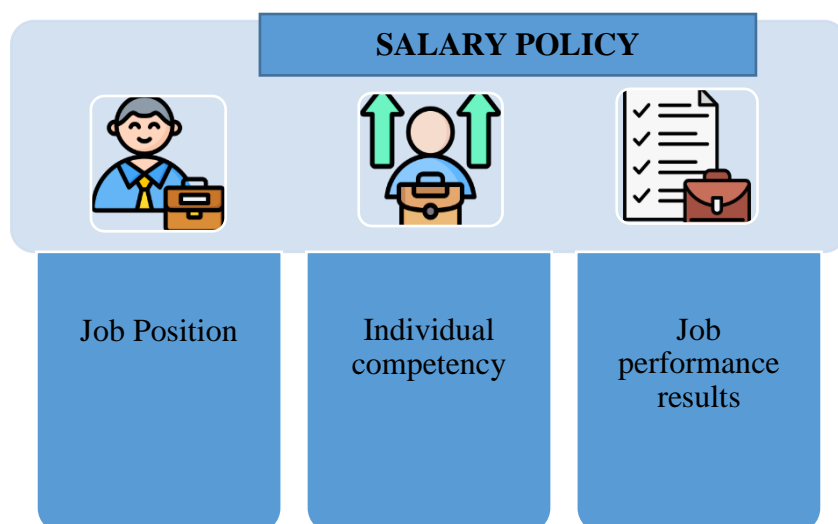 SALARY POLICY
Job Position
Individual
competency
Job
performance
results